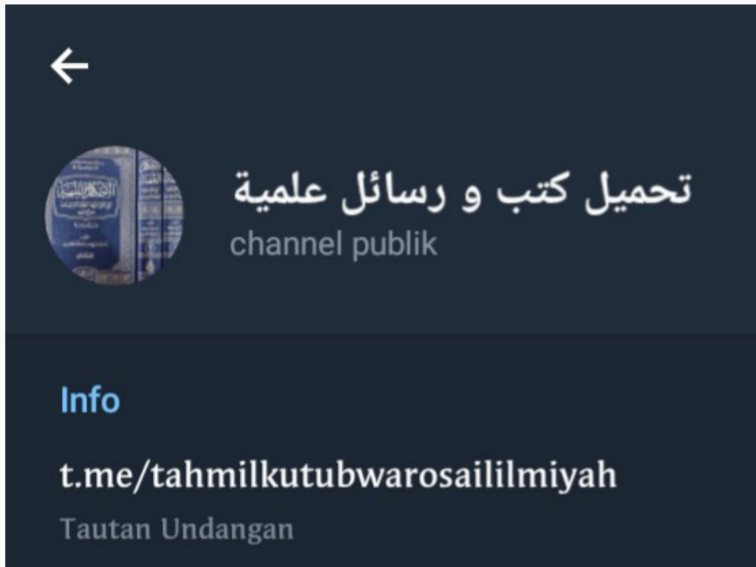 تحميل كتب و رسائل علمية
channel publik
Info
t.me/tahmilkutubwarosaililmiyah
Tautan Undangan